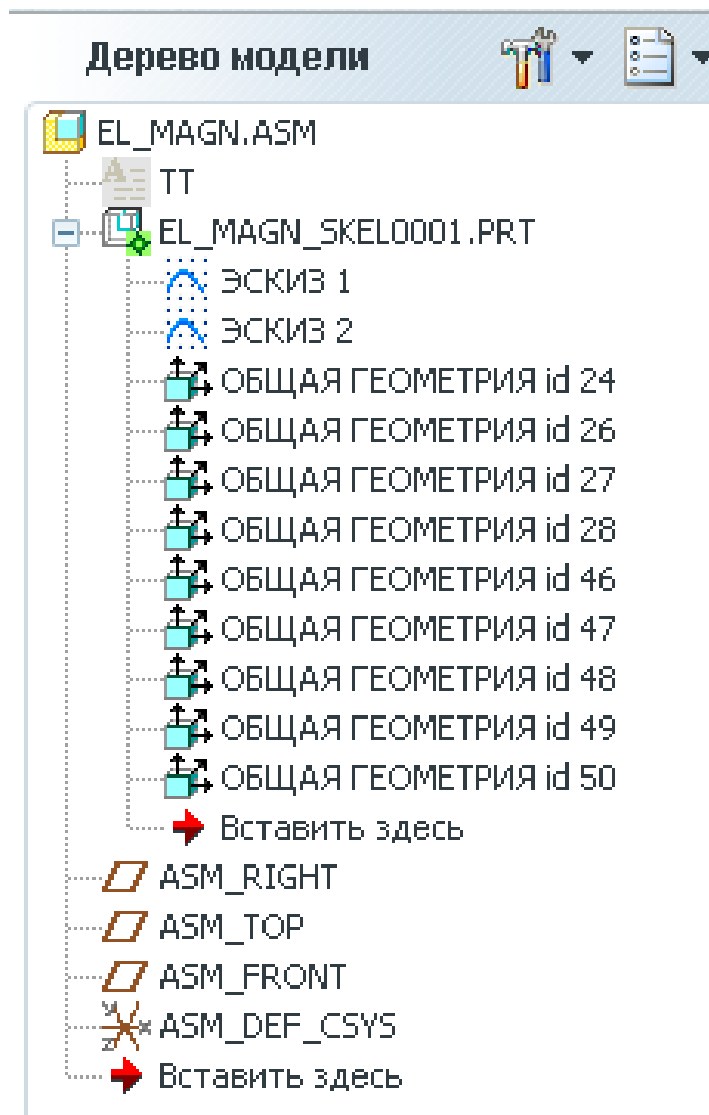 Дерево модели
EL_MAGN.ASM
TT
EL_MAGN_SKEL0001.PRT
ЭСКИЗ 1
ЭСКИЗ 2
ОБЩАЯ ГЕОМЕТРИЯ id 24
ОБЩАЯ ГЕОМЕТРИЯ id 26
ОБЩАЯ ГЕОМЕТРИЯ id 27
ОБЩАЯ ГЕОМЕТРИЯ id 28
ОБЩАЯ ГЕОМЕТРИЯ id 46
ОБЩАЯ ГЕОМЕТРИЯ id 47
ОБЩАЯ ГЕОМЕТРИЯ id 48
ОБЩАЯ ГЕОМЕТРИЯ id 49
ОБЩАЯ ГЕОМЕТРИЯ id 50
Вставить здесь
ASM_RIGHT
ASM_TOP
ASM_FRONT
ASM_DEF_CSYS
Вставить здесь